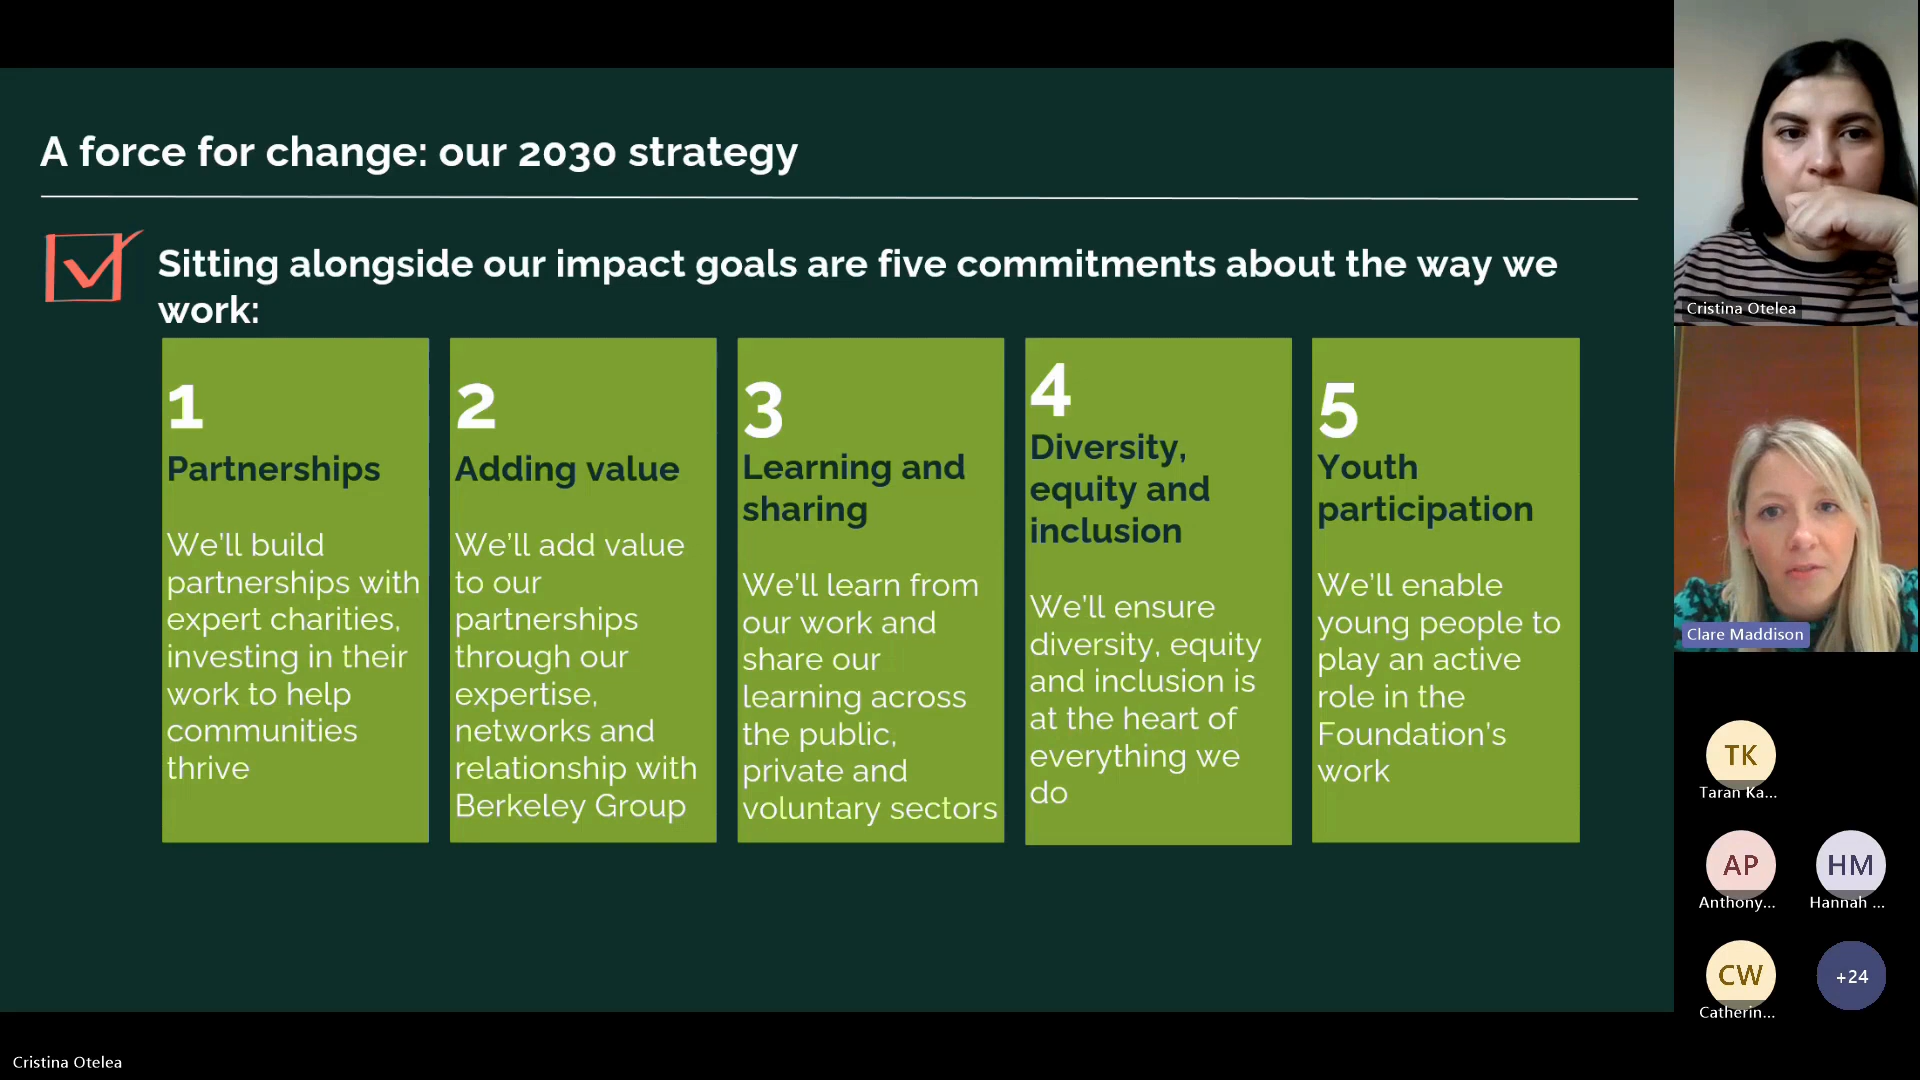 A force for change: our 2030 strategy
Sitting alongside our impact goals are five commitments about the way we
work:
1
Partnerships
We'll build
partnerships with
expert charities,
investing in their
work to help
communities
thrive
2
Adding value
We'll add value
to our
partnerships
through our
expertise,
networks and
relationship with
Berkeley Group
3
Learning and
sharing
We'll learn from
our work and
share our
learning across
the public,
private and
voluntary sectors
4
Diversity,
equity and
inclusion
We'll ensure
diversity, equity
and inclusion is
at the heart of
everything we
do
5
Youth
participation
We'll enable
young people to
play an active
role in the
Foundation's
work
Cristina Otelea
Clare Maddison
TK
Taran Ka...
AP
Anthony...
HM
Hannah ...
CW
Catherin...
+24
Cristina Otelea